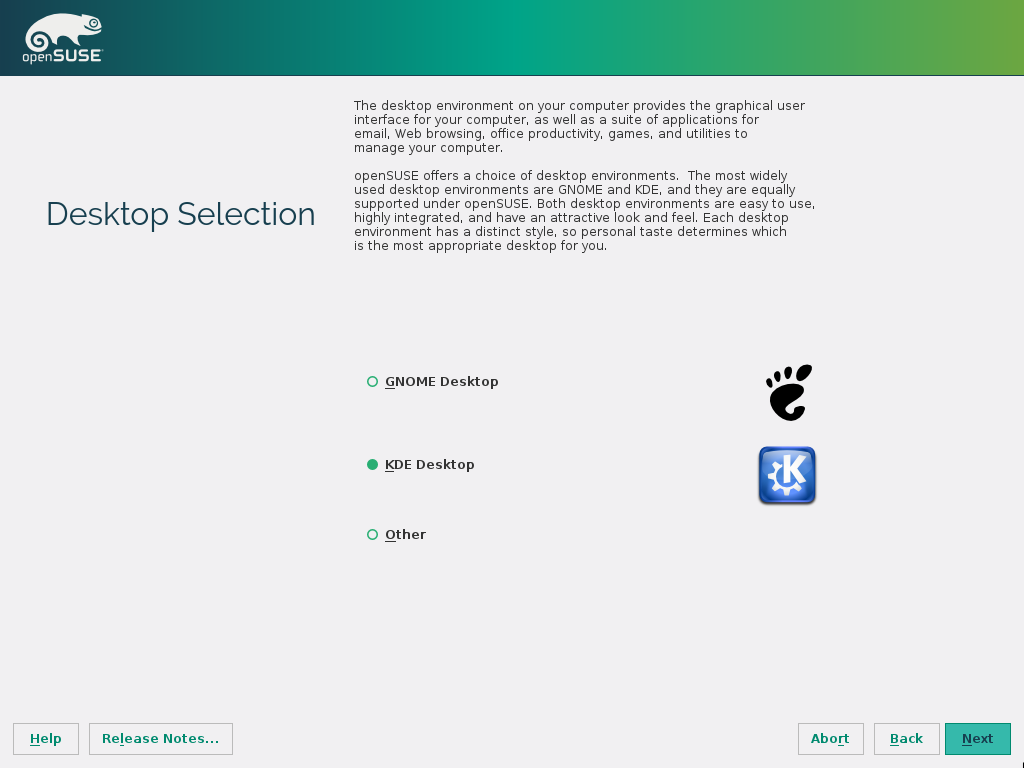 openSUSE
The desktop environment on your computer provides the graphical user
interface for your computer, as well as a suite of applications for
email, Web browsing, office productivity, games, and utilities to
manage your computer.
openSUSE offers a choice of desktop environments.  The most widely
used desktop environments are GNOME and KDE, and they are equally
supported under openSUSE. Both desktop environments are easy to use,
highly integrated, and have an attractive look and feel. Each desktop
environment has a distinct style, so personal taste determines which
is the most appropriate desktop for you.
Desktop Selection
GNOME Desktop
KDE Desktop
Other
Help
Release Notes...
Abort
Back
Next